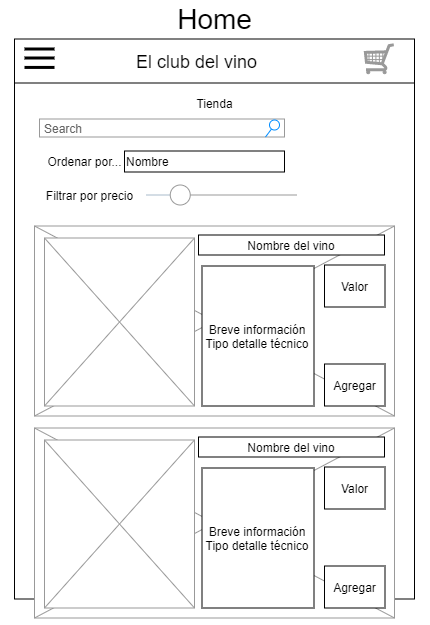 Home
El club del vino
Tienda
Search
Ordenar por... Nombre
Filtrar por precio
Nombre del vino
Breve información
Tipo detalle técnico
Valor
Agregar
Nombre del vino
Breve información
Tipo detalle técnico
Valor
Agregar